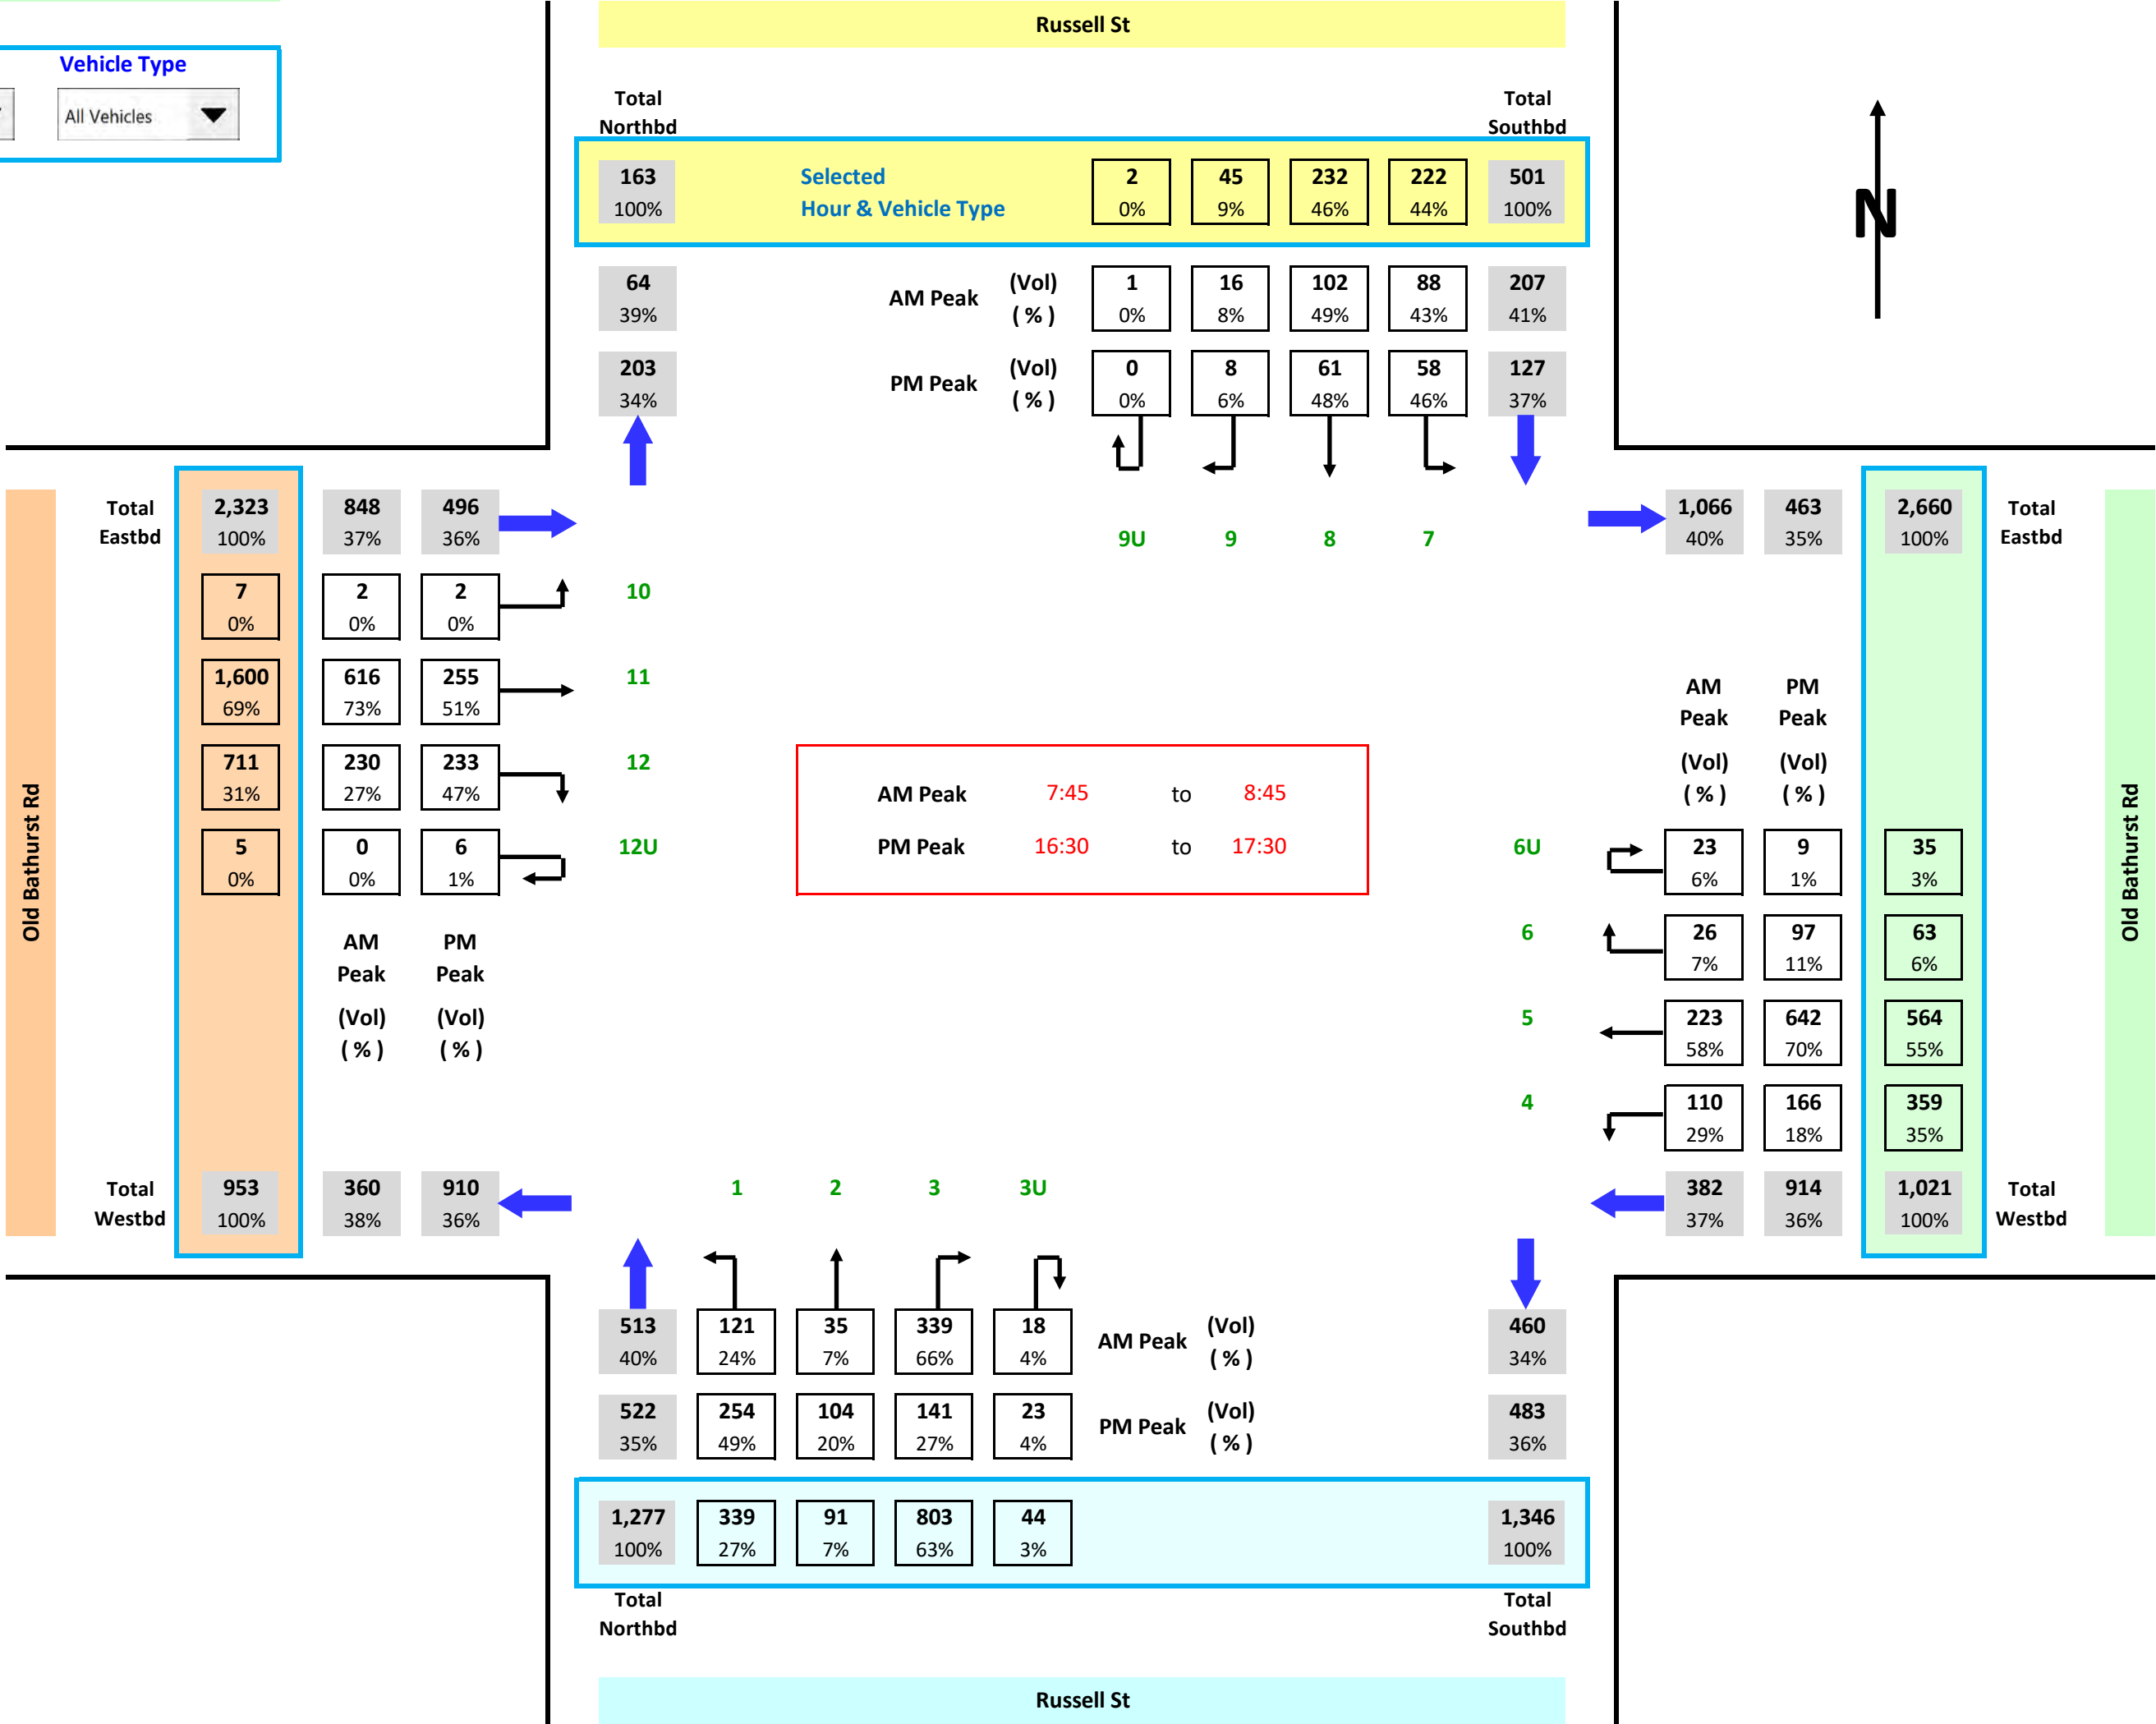 Russell St
Vehicle Type
All Vehicles
Total Northbd
Total Southbd
163 2 45 232 222 501
Selected
Hour & Vehicle Type
100% 0% 9% 46% 44% 100%
N
64 AM Peak (Vol) 1 16 102 88 207
39% ( % ) 0% 8% 49% 43% 41%
203 PM Peak (Vol) 0 8 61 58 127
34% ( % ) 0% 6% 48% 46% 37%
Total Eastbd 2,323 848 496
100% 37% 36%
9U 9 8 7
1,066 463 2,660 Total Eastbd
40% 35% 100%
7 2 2 10
0% 0% 0%
1,600 616 255 11
69% 73% 51%
711 230 233 12
31% 27% 47%
5 0 6 12U
0% 0% 1%
AM Peak PM Peak
(Vol) (Vol)
( % ) ( % )
Old Bathurst Rd
AM Peak 7:45 to 8:45
PM Peak 16:30 to 17:30
AM Peak PM Peak
(Vol) (Vol)
( % ) ( % )
6U 23 9 35
6% 1% 3%
6 26 97 63
7% 11% 6%
5 223 642 564
58% 70% 55%
4 110 166 359
29% 18% 35%
Old Bathurst Rd
Total Westbd 953 360 910
100% 38% 36%
1 2 3 3U
382 914 1,021 Total Westbd
37% 36% 100%
513 121 35 339 18 AM Peak (Vol) 460
40% 24% 7% 66% 4% ( % ) 34%
522 254 104 141 23 PM Peak (Vol) 483
35% 49% 20% 27% 4% ( % ) 36%
1,277 339 91 803 44 1,346
100% 27% 7% 63% 3% 100%
Total Northbd
Total Southbd
Russell St